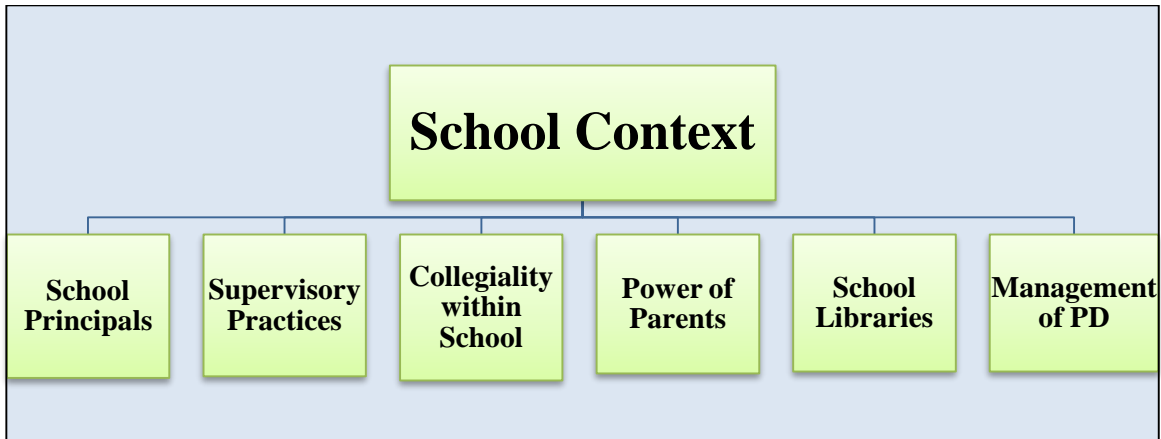 School Context
School
Principals
Supervisory
Practices
Collegiality
within
School
Power of
Parents
School
Libraries
Management
of PD